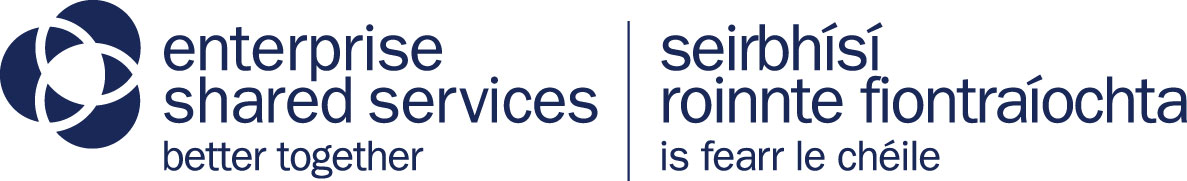 enterprise
shared services
better together
seirbhísí
roinnte fiontraíochta
is fearr le chéile